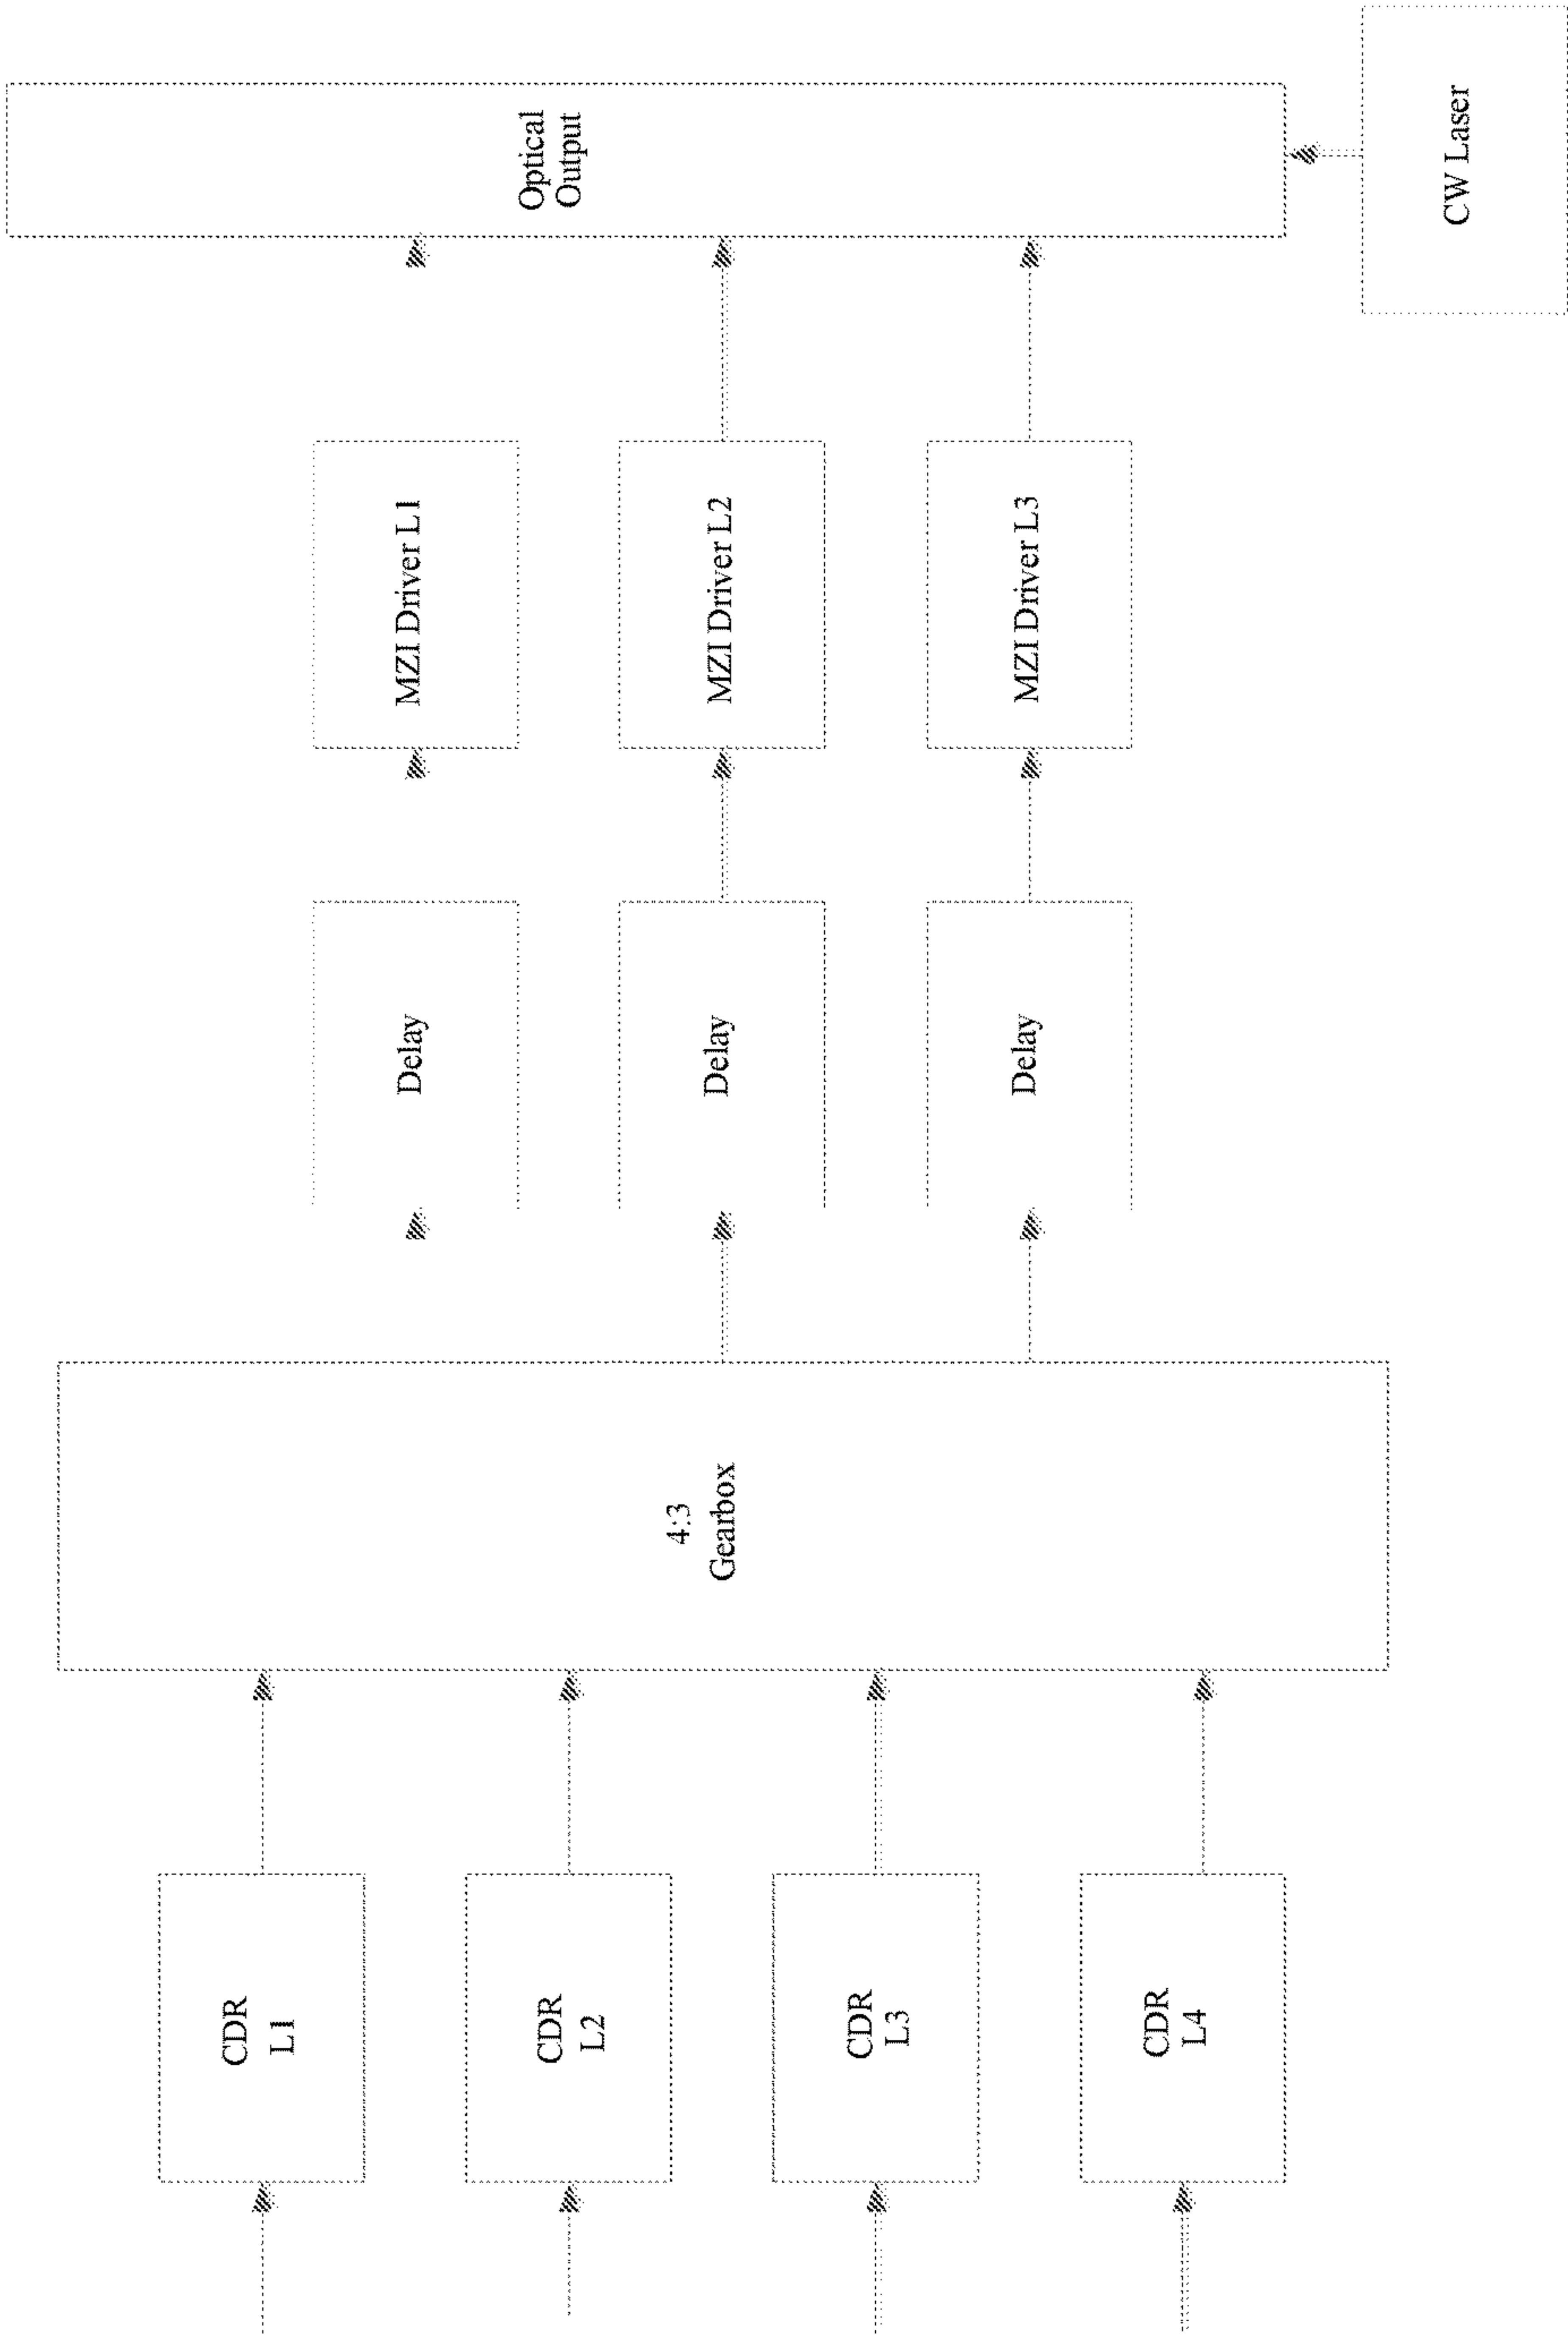 CDR
L1
CDR
L2
CDR
L3
CDR
L4
4:3
Gearbox
Delay
Delay
Delay
MZI Driver L1
MZI Driver L2
MZI Driver L3
Optical
Output
CW Laser